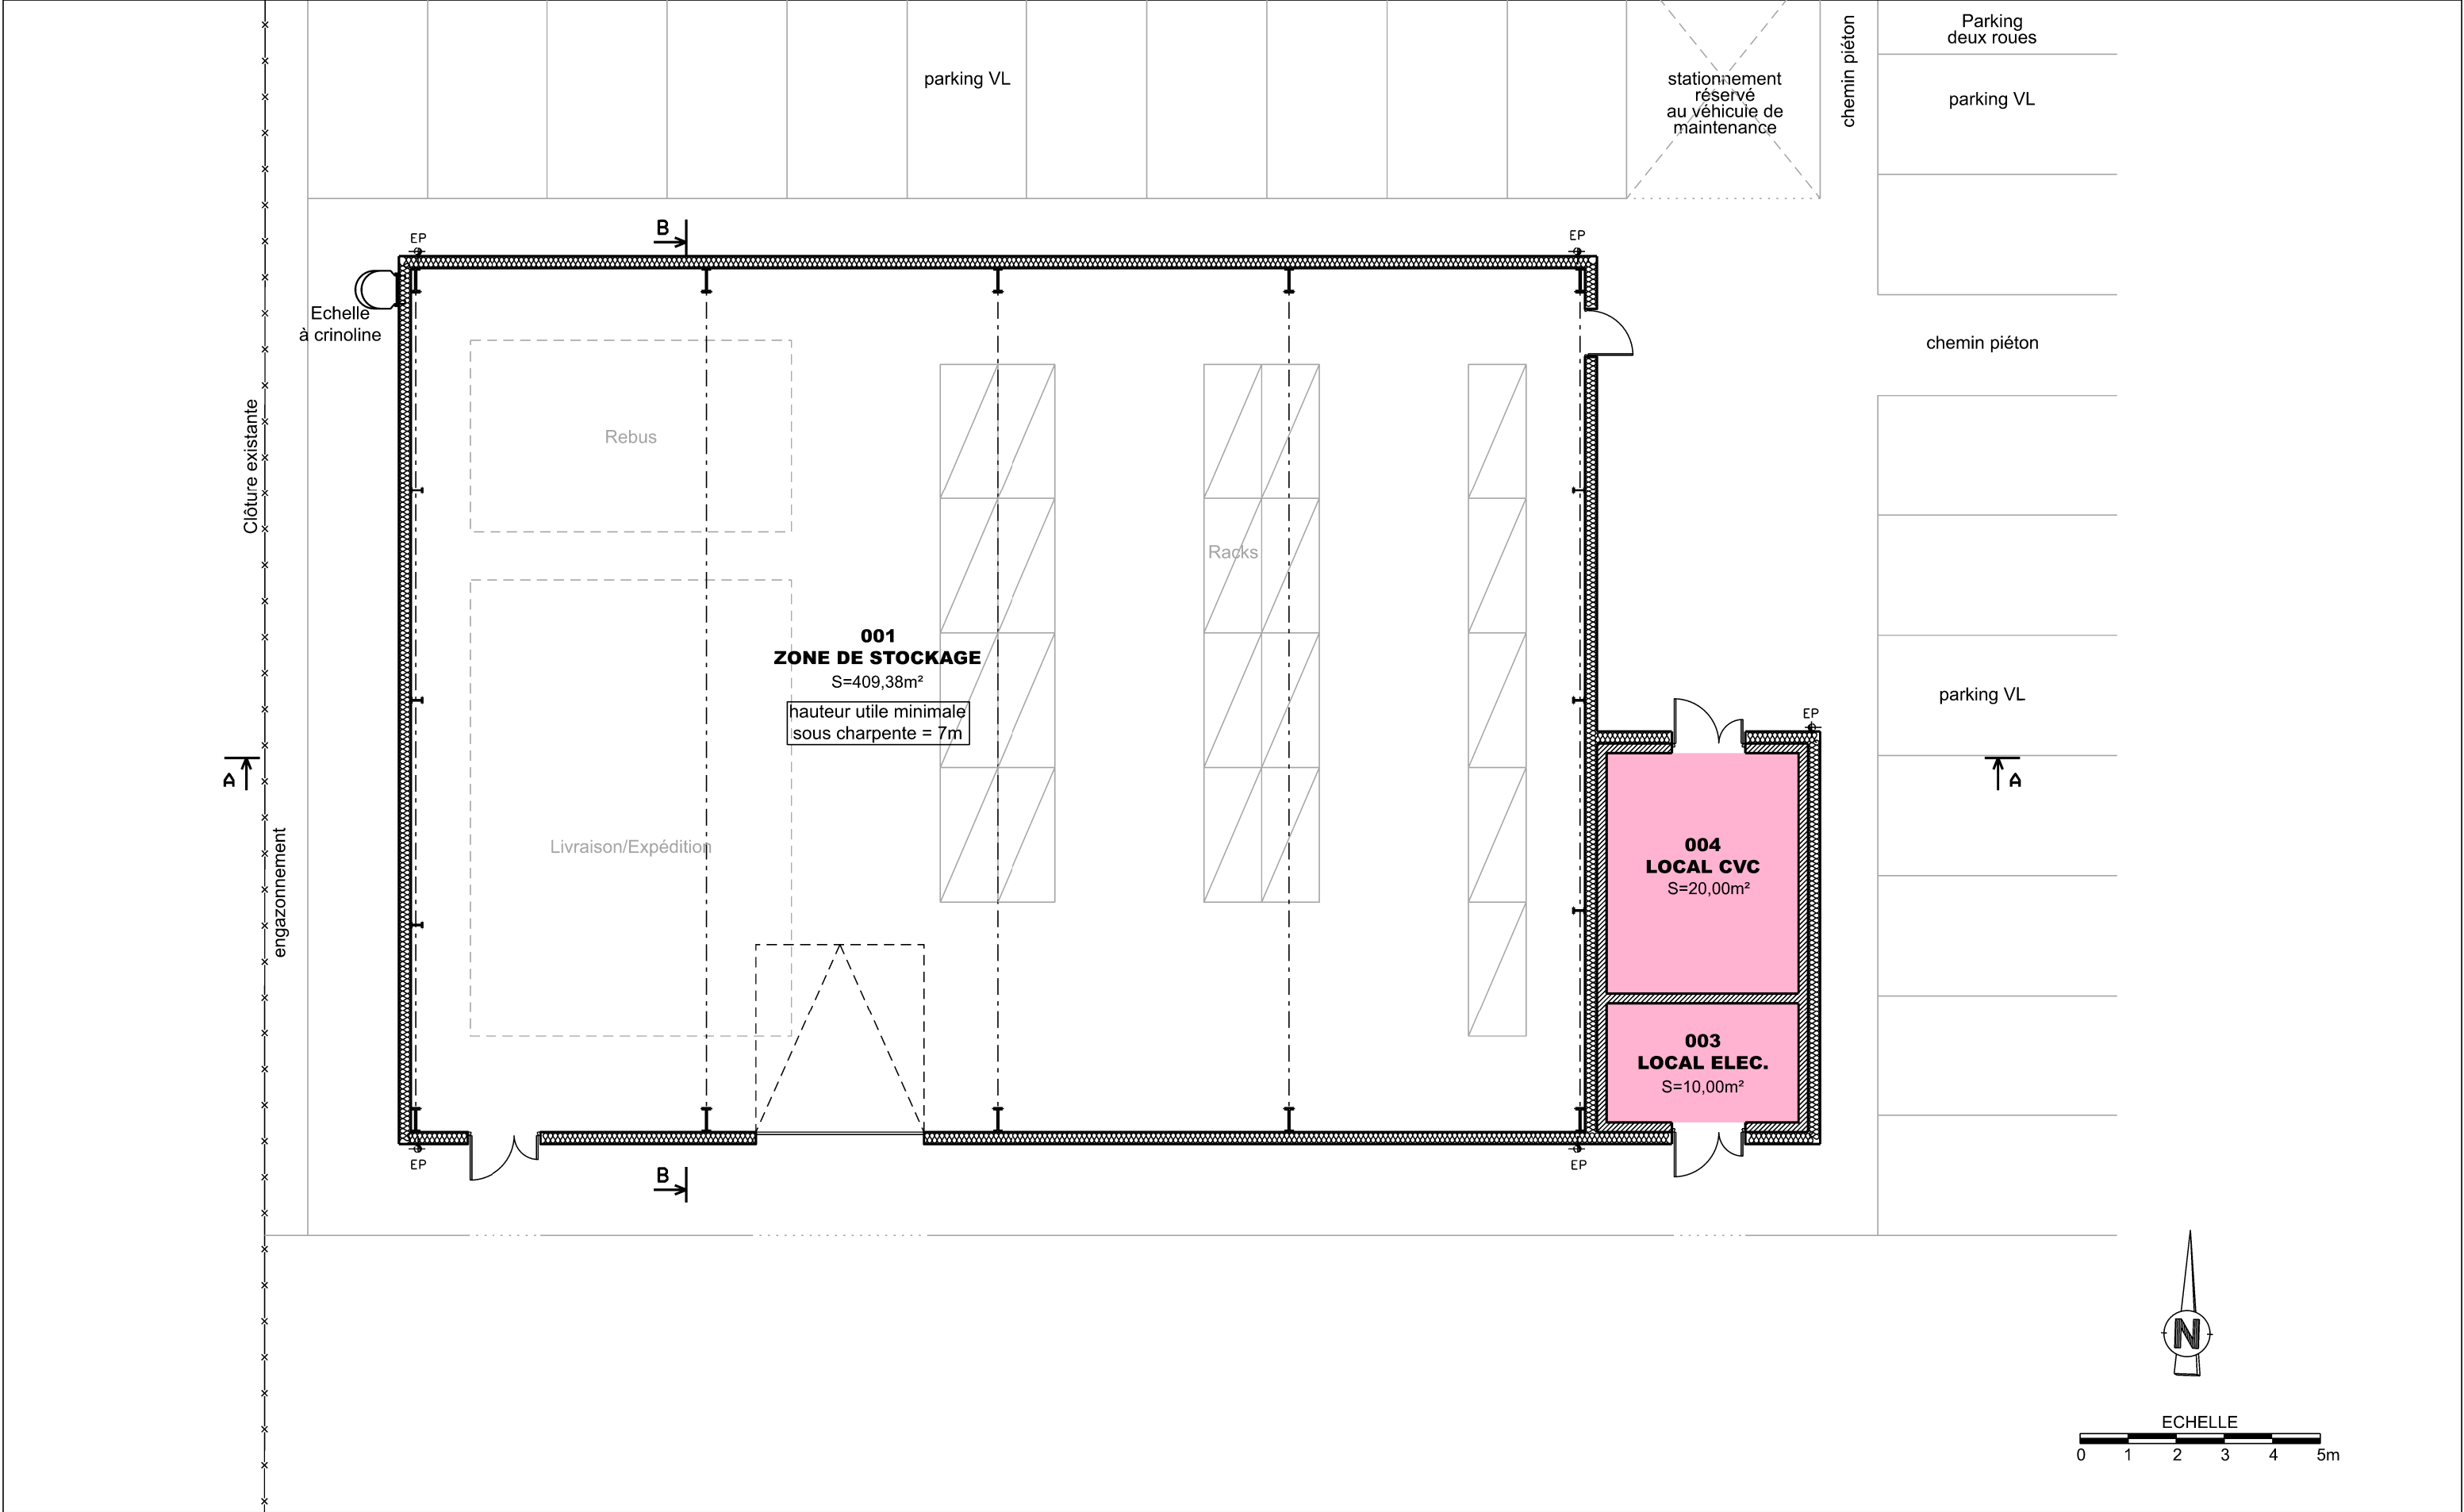 Parking
deux roues
parking VL
parking VL
stationnement
réservé
au véhicule de
maintenance
chemin piéton
B
EP
EP
Echelle
à crinoline
chemin piéton
Clôture existante
Rebus
Racks
001
ZONE DE STOCKAGE
S=409,38m²
hauteur utile minimale
sous charpente = 7m
parking VL
EP
A
A
engazonnement
Livraison/Expédition
004
LOCAL CVC
S=20,00m²
003
LOCAL ELEC.
S=10,00m²
EP
EP
B
N
ECHELLE
0 1 2 3 4 5m